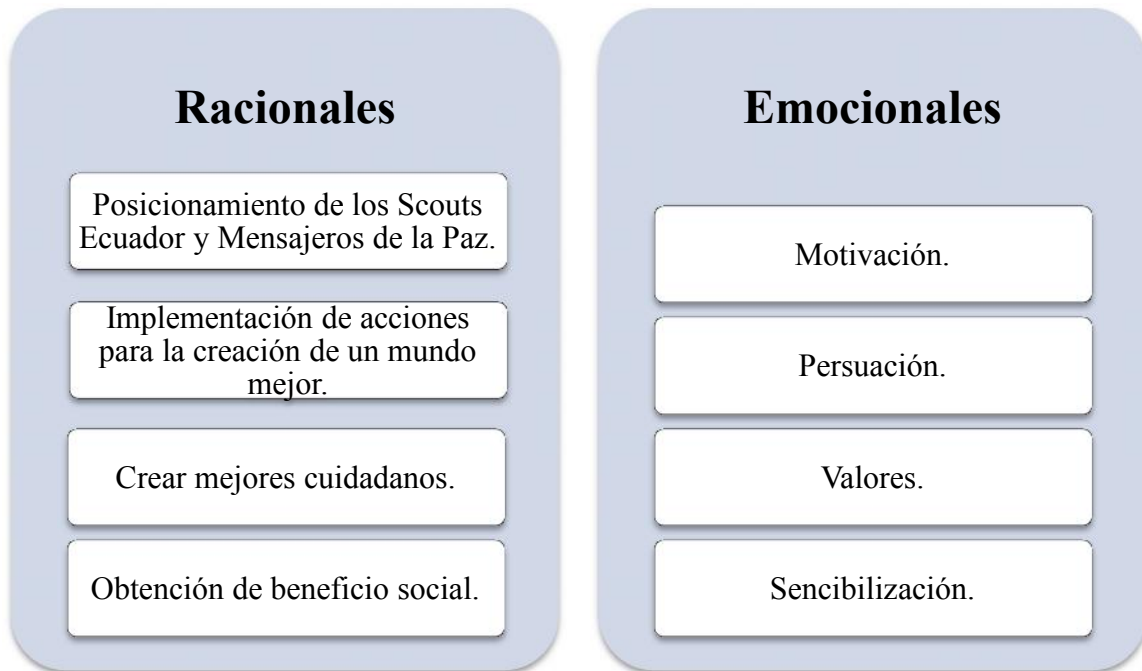 Racionales
Posicionamiento de los Scouts
Ecuador y Mensajeros de la Paz.
Implementación de acciones
para la creación de un mundo
mejor.
Crear mejores cuidadanos.
Obtención de beneficio social.
Emocionales
Motivación.
Persuación.
Valores.
Sencibilización.